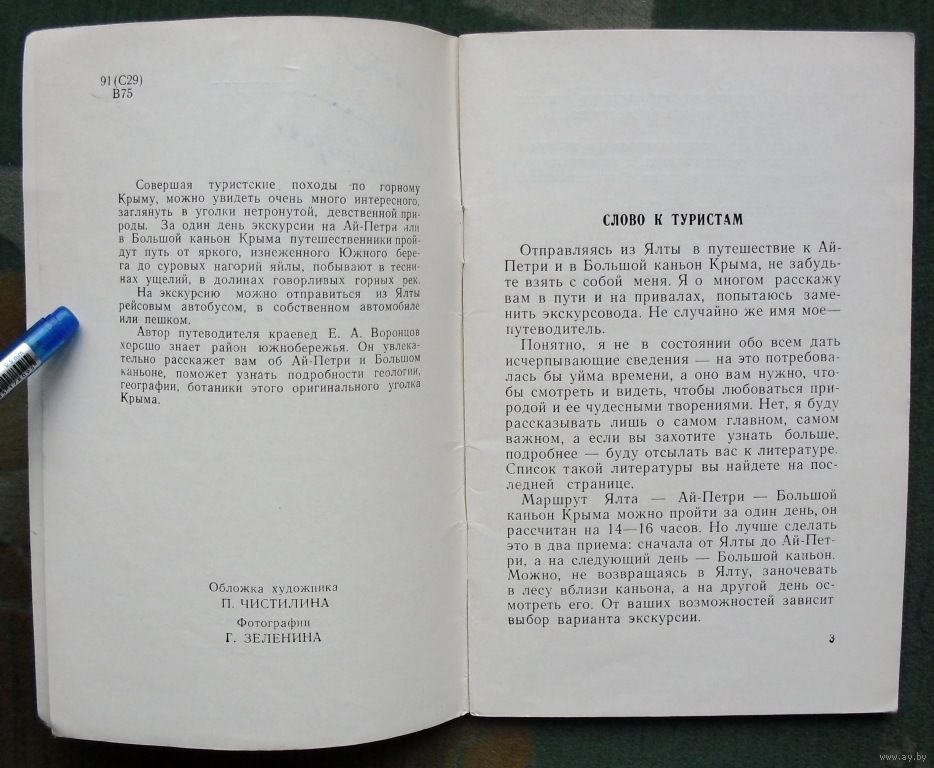 91(С29)
В75
Совершая туристские походы по горному
Крыму, можно увидеть очень много интересного,
заглянуть в уголки нетронутой, девственной при-
роды. За один день экскурсии на Ай-Петри или
в Большой каньон Крыма путешественники прой-
дут путь от яркого, изнеженного Южного бере-
га до суровых нагорий яйлы, побывают в тесни-
нах ущелий, в долинах говорливых горных рек.
На экскурсию можно отправиться из Ялты
рейсовым автобусом, в собственном автомобиле
или пешком.
Автор путеводителя краевед Е. А. Воронцов
хорошо знает район южнобережья. Он увлека-
тельно расскажет вам об Ай-Петри и Большом
каньоне, поможет узнать подробности геологии,
географии, ботаники этого оригинального уголка
Крыма.
Обложка художника
П. ЧИСТИЛИНА
Фотографии
Г. ЗЕЛЕНИНА
СЛОВО К ТУРИСТАМ
Отправляясь из Ялты в путешествие к Ай-
Петри и в Большой каньон Крыма, не забудь-
те взять с собой меня. Я о многом расскажу
вам в пути и на привалах, попытаюсь заме-
нить экскурсовода. Не случайно же имя мое—
путеводитель.
Понятно, я не в состоянии обо всем дать
исчерпывающие сведения — на это потребова-
лась бы уйма времени, а оно вам нужно, что-
бы смотреть и видеть, чтобы любоваться при-
родой и ее чудесными творениями. Нет, я буду
рассказывать лишь о самом главном, самом
важном, а если вы захотите узнать больше,
подробнее — буду отсылать вас к литературе.
Список такой литературы вы найдете на пос-
ледней странице.
Маршрут Ялта — Ай-Петри — Большой
каньон Крыма можно пройти за один день, он
рассчитан на 14—16 часов. Но лучше сделать
это в два приема: сначала от Ялты до Ай-Пет-
ри, а на следующий день — Большой каньон.
Можно, не возвращаясь в Ялту, заночевать
в лесу вблизи каньона, а на другой день ос-
мотреть его. От ваших возможностей зависит
выбор варианта экскурсии.
3
www.ay.by